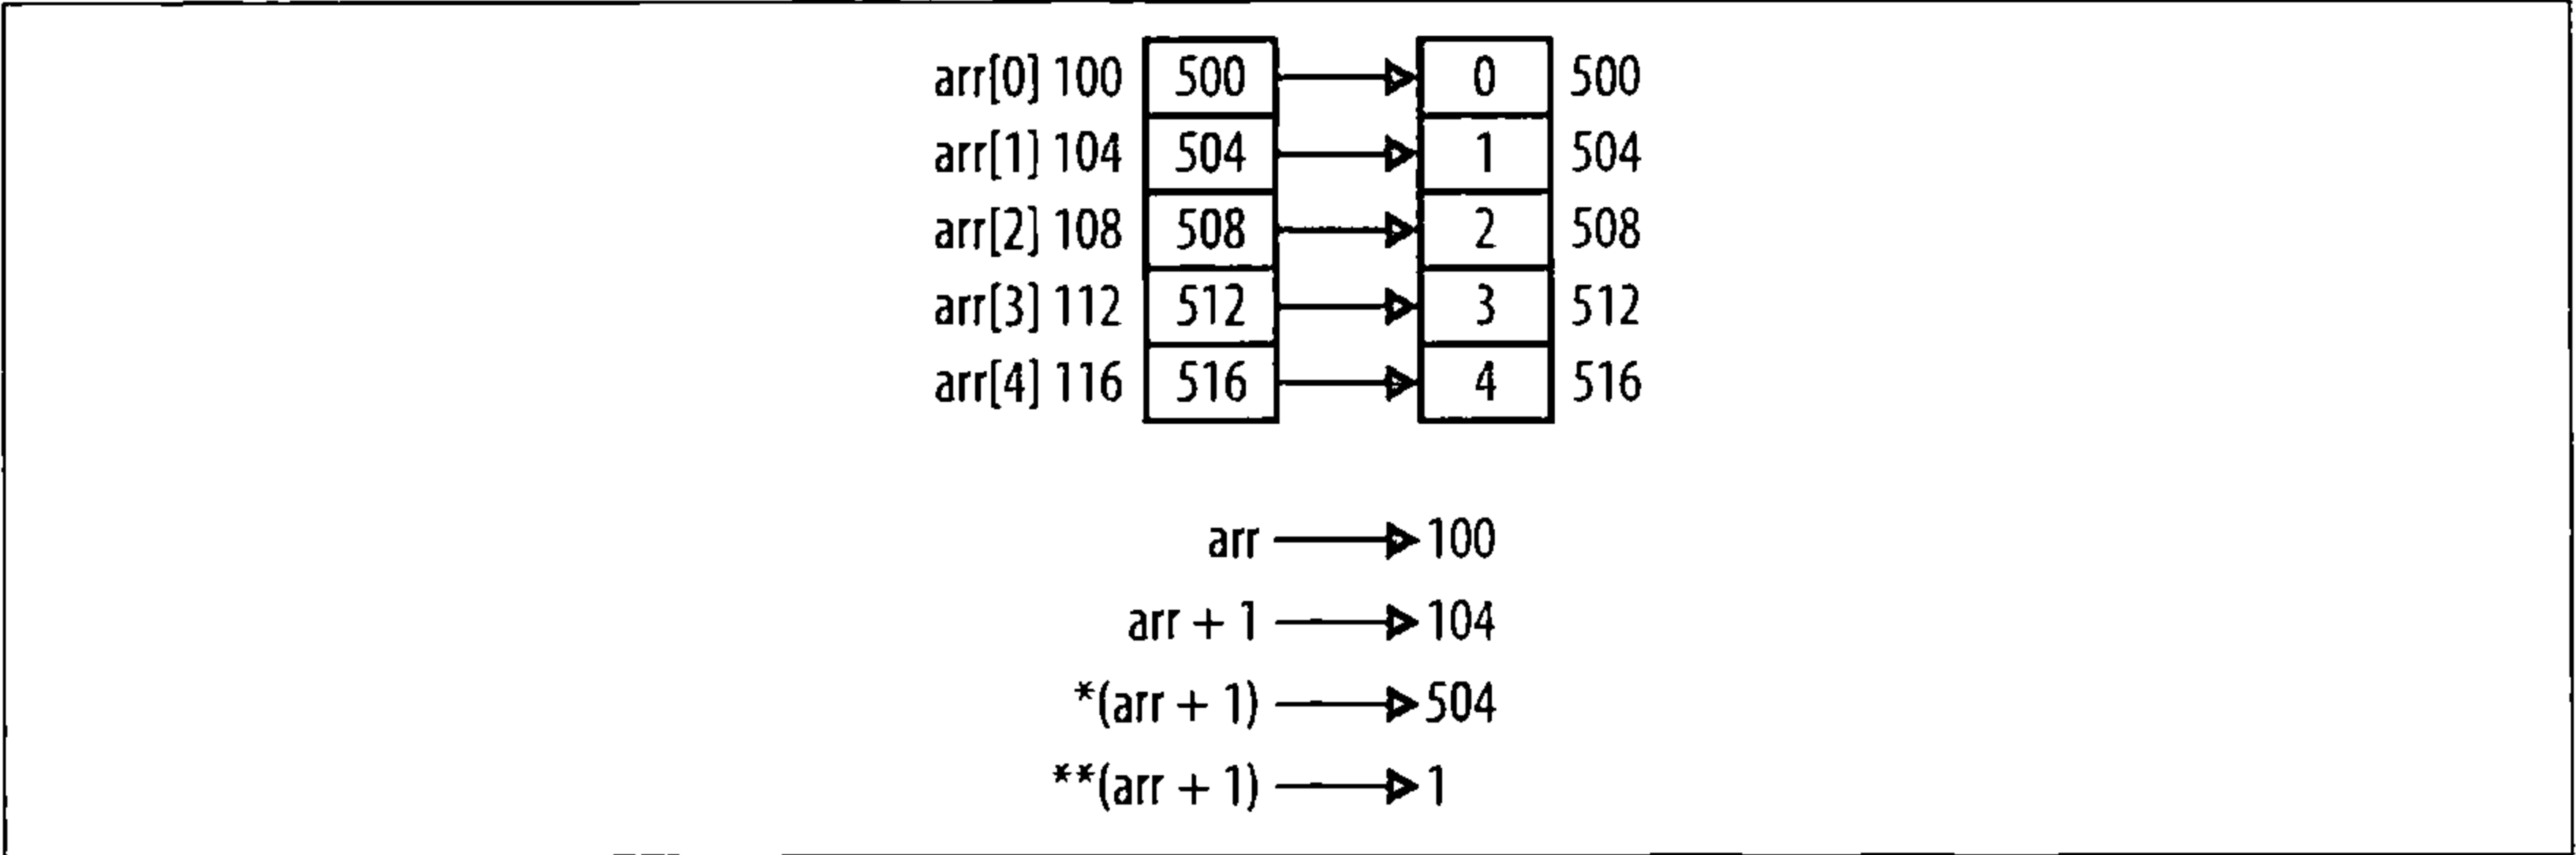 arr[0] 100 500 0 500
arr[1] 104 504 1 504
arr[2] 108 508 2 508
arr[3] 112 512 3 512
arr[4] 116 516 4 516
arr 100
arr + 1 104
*(arr + 1) 504
**(arr + 1) 1